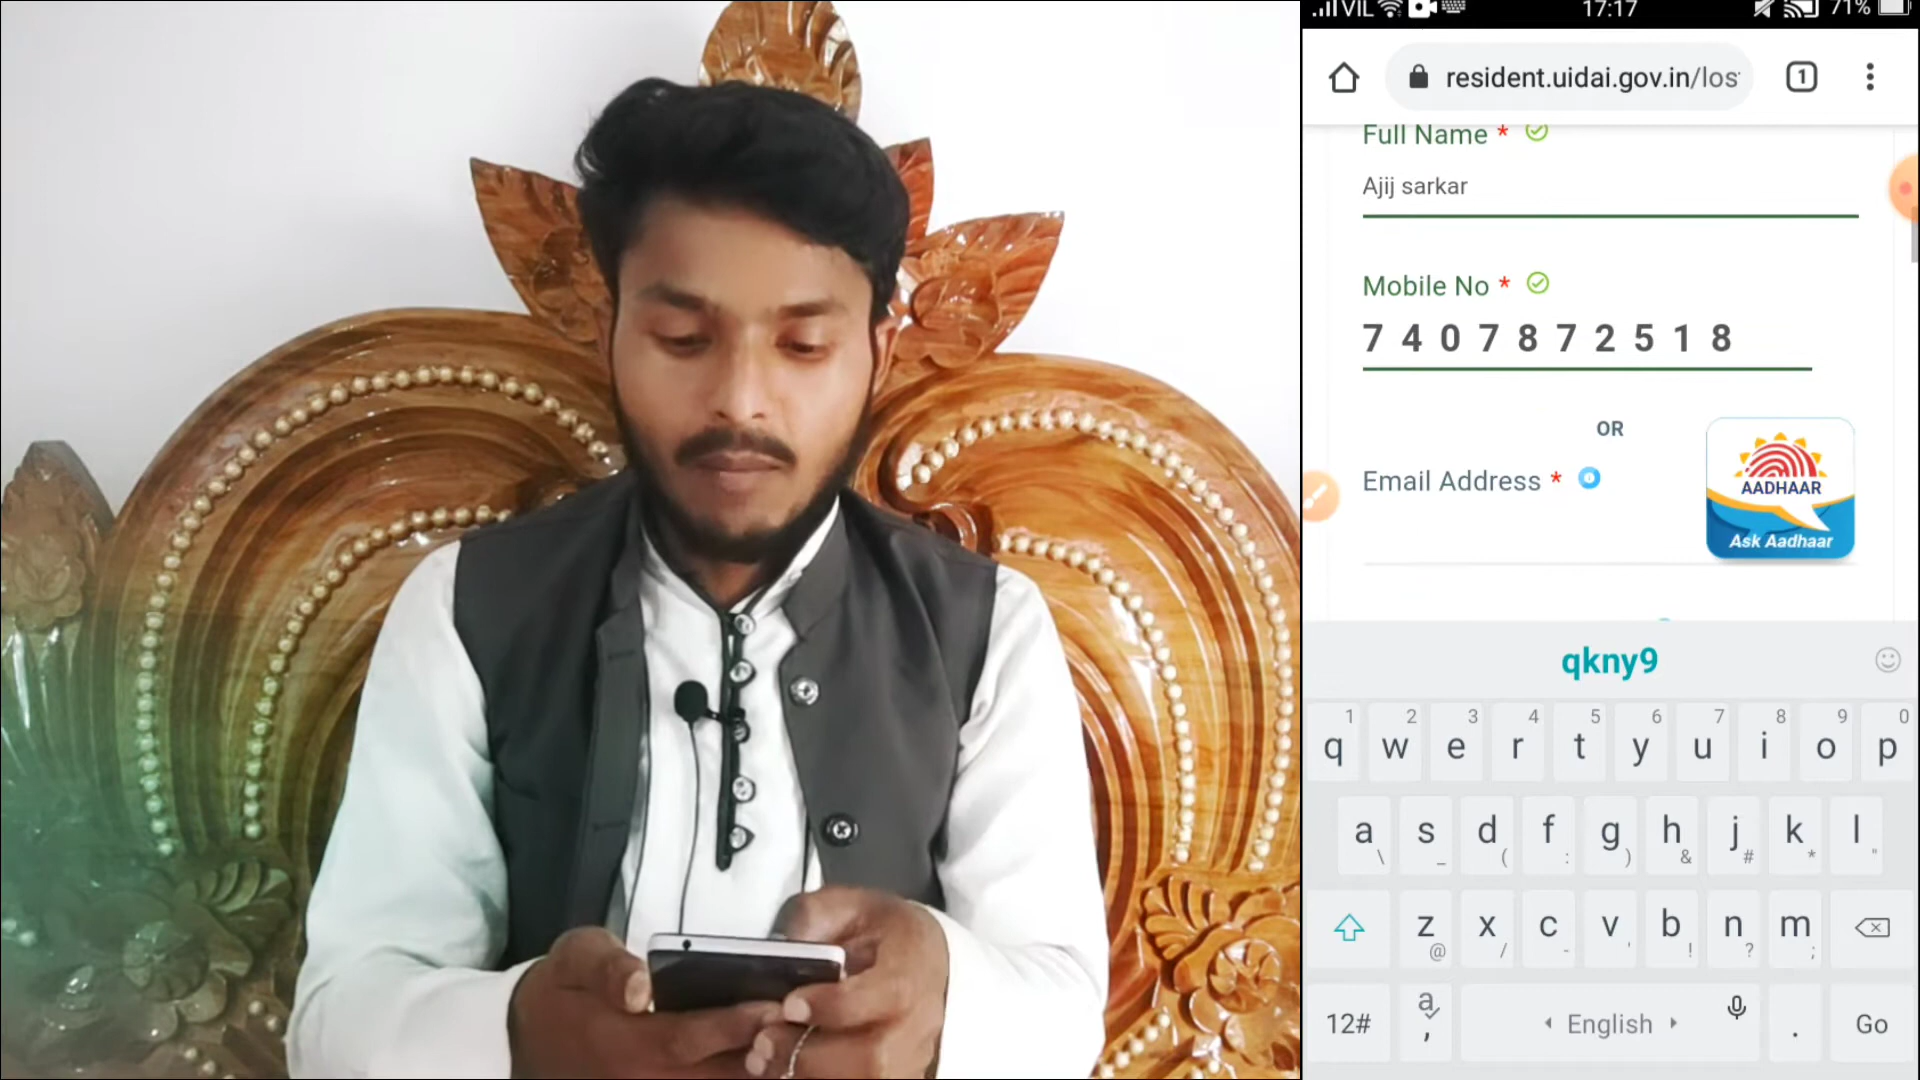 VIL 17:17 71%
resident.uidai.gov.in/los
1
Full Name *
Ajij sarkar
Mobile No *
7 4 0 7 8 7 2 5 1 8
OR
Email Address *
AADHAAR
Ask Aadhaar
qkny9
1 2 3 4 5 6 7 8 9 0
q w e r t y u i o p
a s d f g h j k l
\ _ ( : ) & # * "
z x c v b n m
@ / - ' ! ? ;
12# a , English . Go